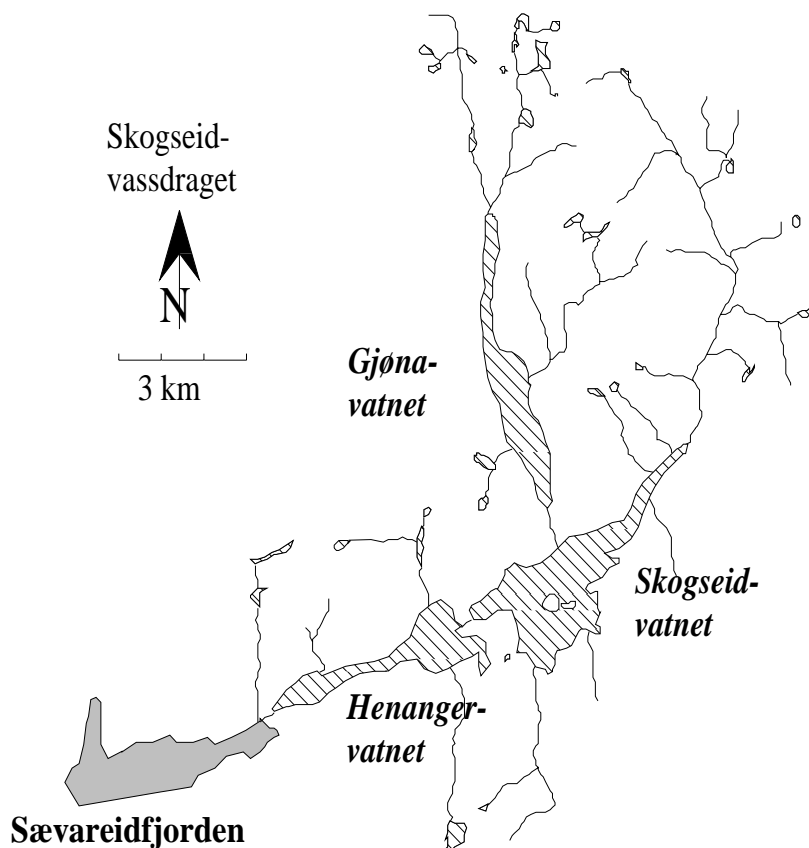 Skogseid-
vassdraget
N
3 km
Gjøna-
vatnet
Skogseid-
vatnet
Henanger-
vatnet
Sævareidfjorden